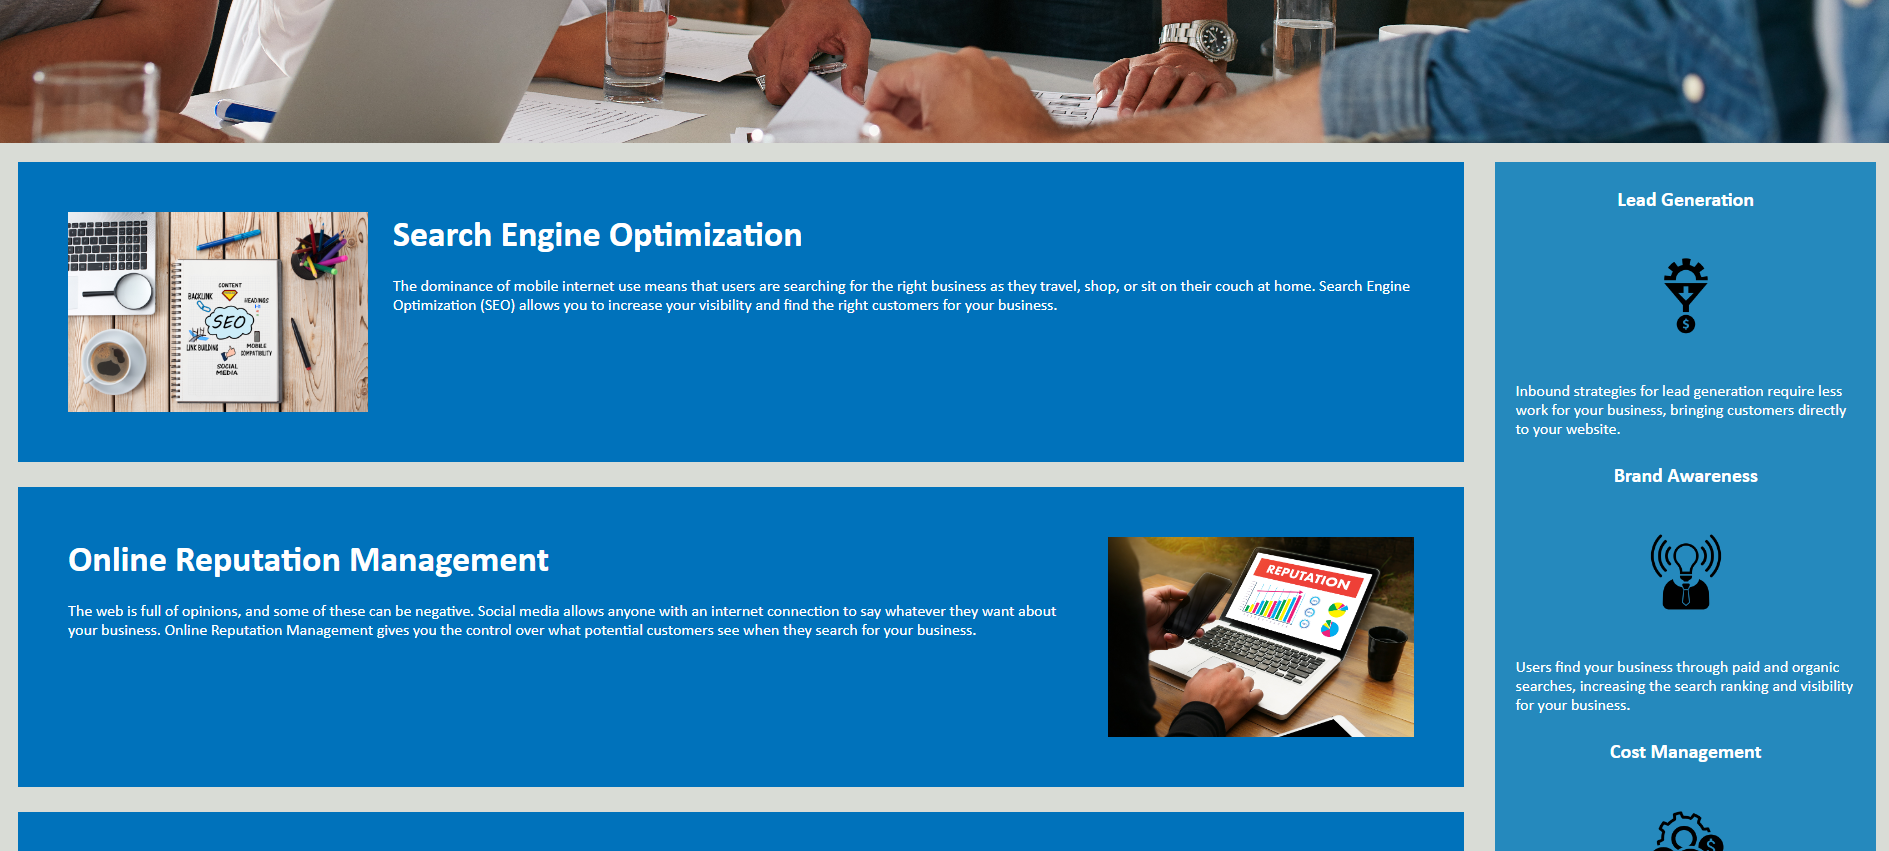 Search Engine Optimization
The dominance of mobile internet use means that users are searching for the right business as they travel, shop, or sit on their couch at home. Search Engine
Optimization (SEO) allows you to increase your visibility and find the right customers for your business.
CONTENT
BACKLINK
HEADINGS
SEO
LINK BUILDING
MOBILE
COMPATIBILITY
SOCIAL
MEDIA
Online Reputation Management
The web is full of opinions, and some of these can be negative. Social media allows anyone with an internet connection to say whatever they want about
your business. Online Reputation Management gives you the control over what potential customers see when they search for your business.
REPUTATION
Lead Generation
$
Inbound strategies for lead generation require less
work for your business, bringing customers directly
to your website.
Brand Awareness
Users find your business through paid and organic
searches, increasing the search ranking and visibility
for your business.
Cost Management
$